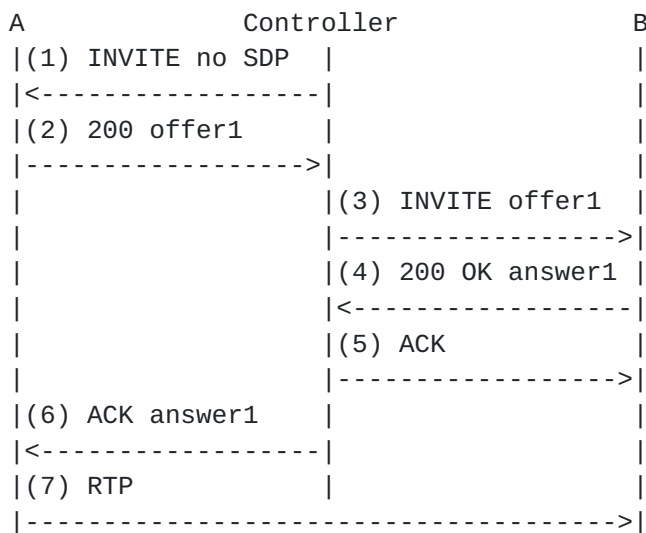 A Controller B
|(1) INVITE no SDP | |
|<------------------| |
|(2) 200 offer1 | |
|------------------>| |
| |(3) INVITE offer1 |
| |------------------>|
| |(4) 200 OK answer1 |
| |<------------------|
| |(5) ACK |
| |------------------>|
|(6) ACK answer1 | |
|<------------------| |
|(7) RTP | |
|-------------------------------------->|